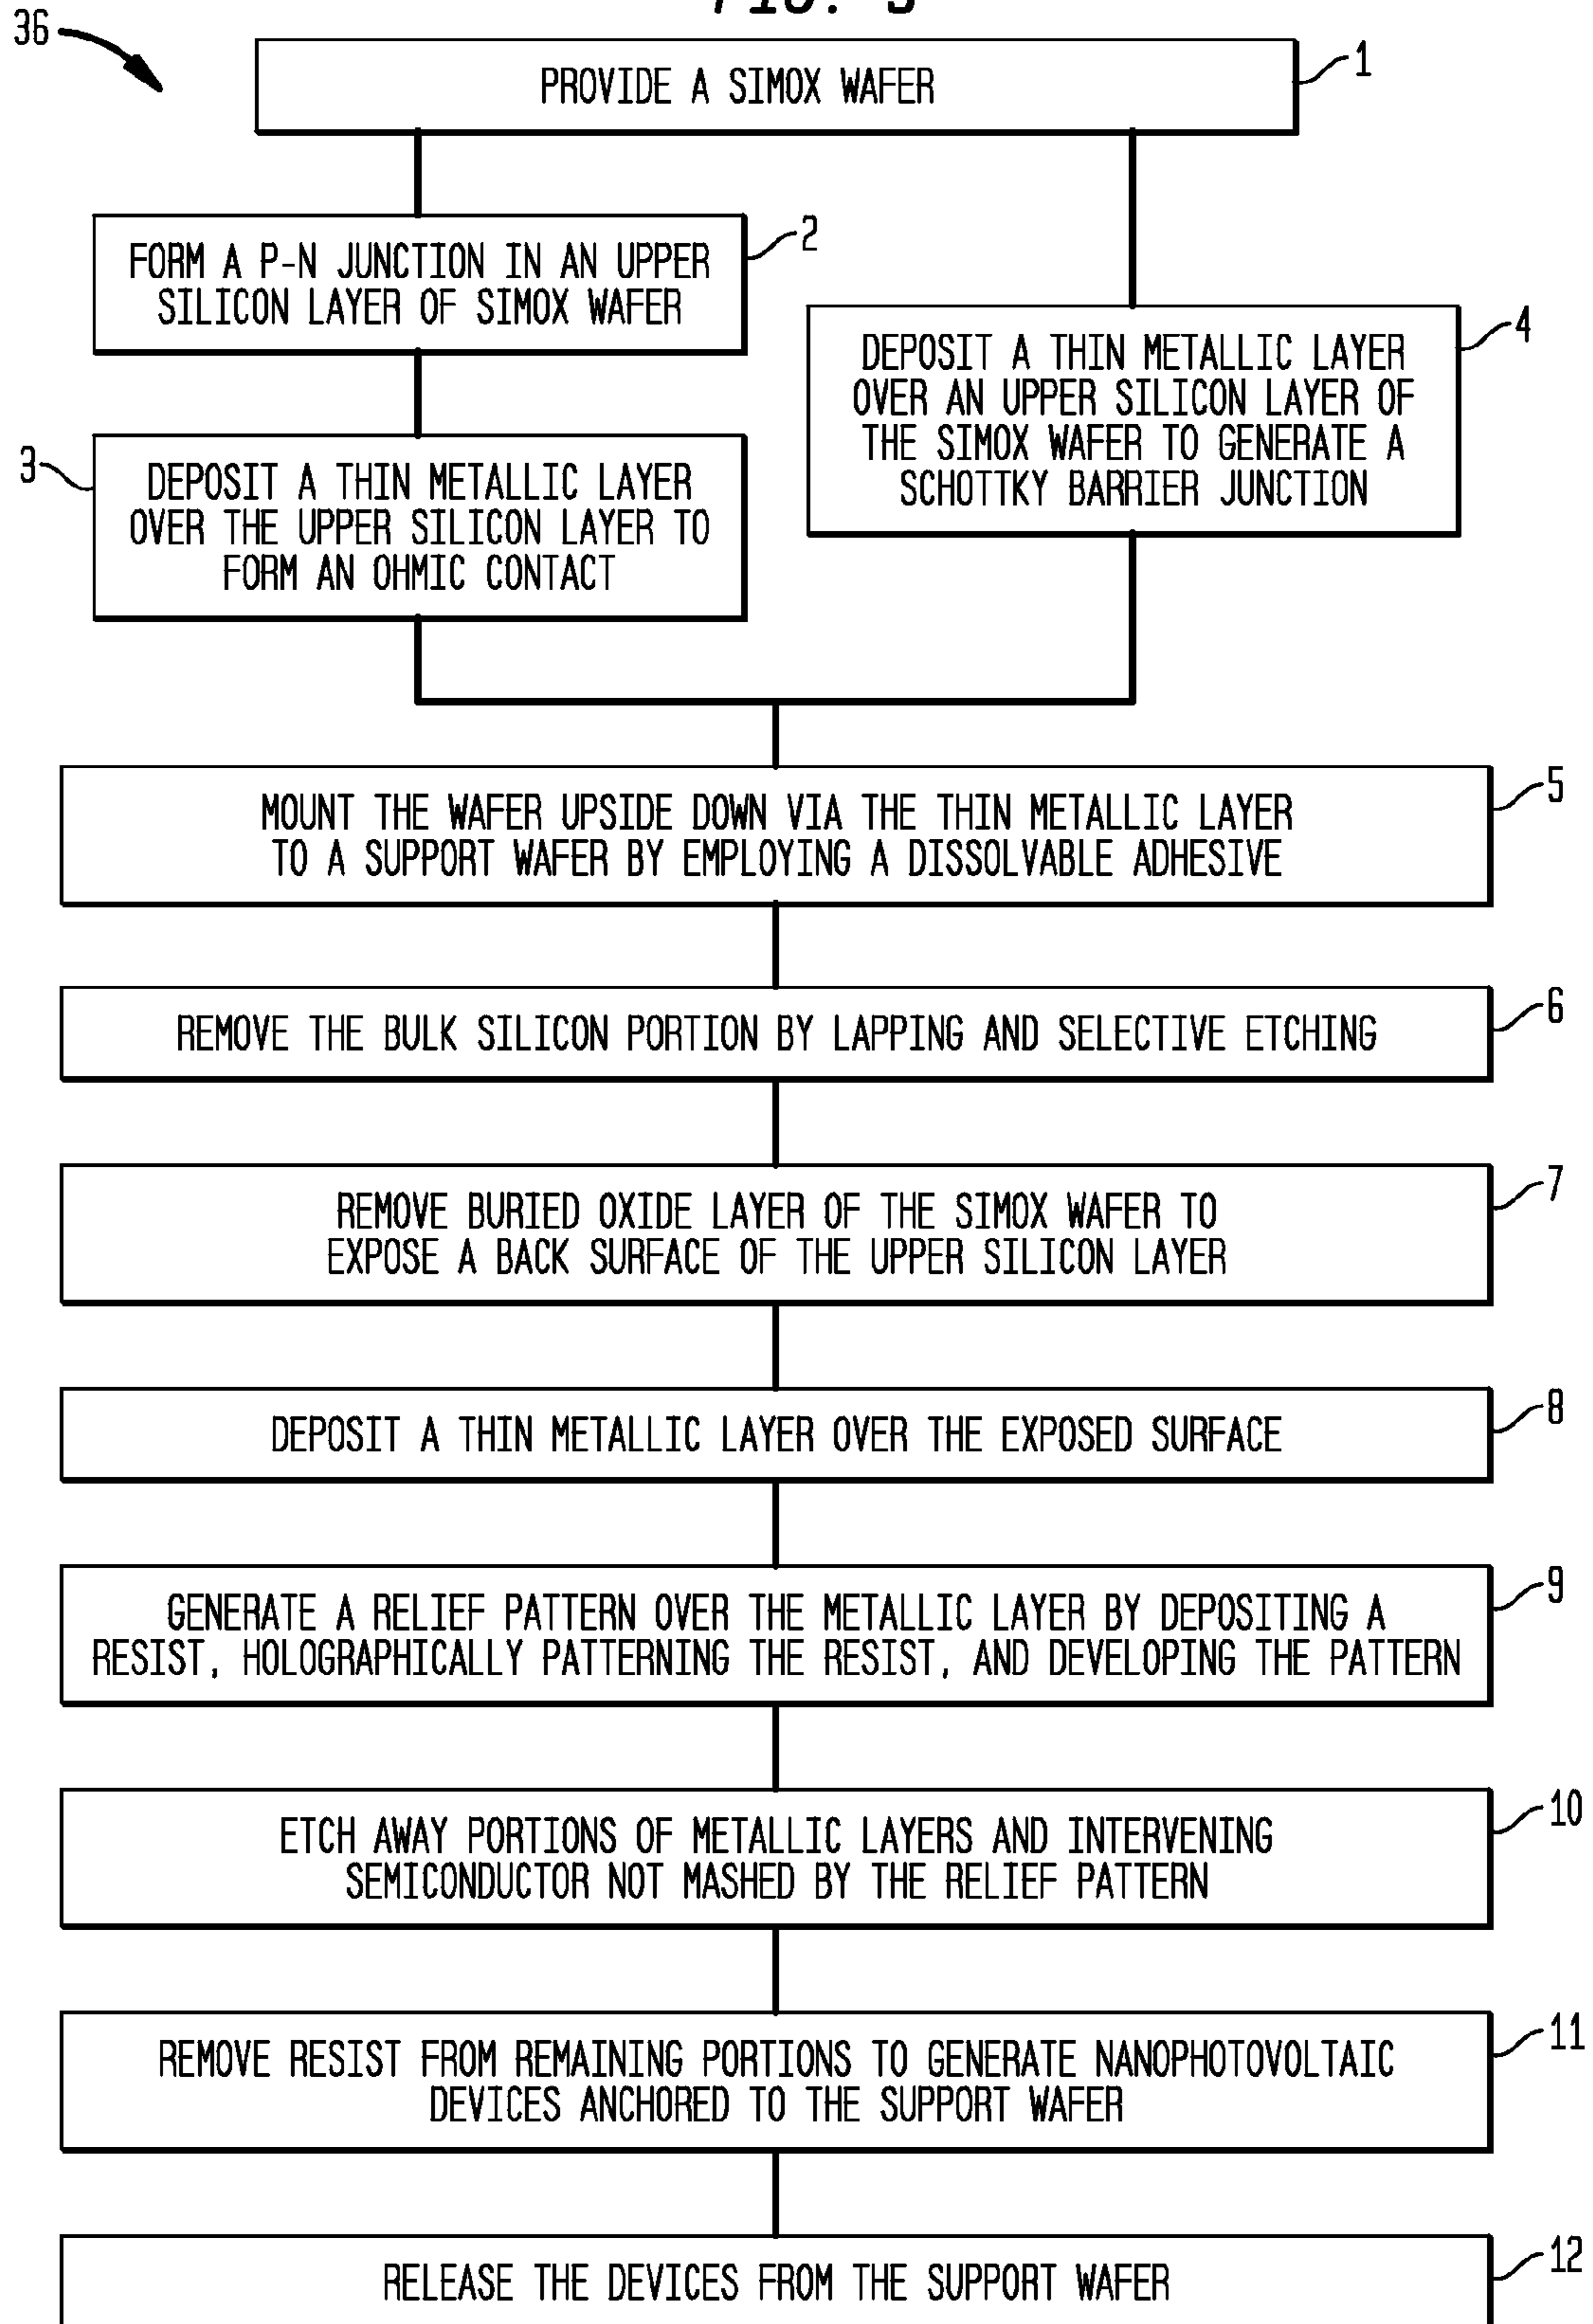 36
PROVIDE A SIMOX WAFER
1
FORM A P-N JUNCTION IN AN UPPER
SILICON LAYER OF SIMOX WAFER
2
3
DEPOSIT A THIN METALLIC LAYER
OVER THE UPPER SILICON LAYER TO
FORM AN OHMIC CONTACT
DEPOSIT A THIN METALLIC LAYER
OVER AN UPPER SILICON LAYER OF
THE SIMOX WAFER TO GENERATE A
SCHOTTKY BARRIER JUNCTION
4
MOUNT THE WAFER UPSIDE DOWN VIA THE THIN METALLIC LAYER
TO A SUPPORT WAFER BY EMPLOYING A DISSOLVABLE ADHESIVE
5
REMOVE THE BULK SILICON PORTION BY LAPPING AND SELECTIVE ETCHING
6
REMOVE BURIED OXIDE LAYER OF THE SIMOX WAFER TO
EXPOSE A BACK SURFACE OF THE UPPER SILICON LAYER
7
DEPOSIT A THIN METALLIC LAYER OVER THE EXPOSED SURFACE
8
GENERATE A RELIEF PATTERN OVER THE METALLIC LAYER BY DEPOSITING A
RESIST, HOLOGRAPHICALLY PATTERNING THE RESIST, AND DEVELOPING THE PATTERN
9
ETCH AWAY PORTIONS OF METALLIC LAYERS AND INTERVENING
SEMICONDUCTOR NOT MASHED BY THE RELIEF PATTERN
10
REMOVE RESIST FROM REMAINING PORTIONS TO GENERATE NANOPHOTOVOLTAIC
DEVICES ANCHORED TO THE SUPPORT WAFER
11
RELEASE THE DEVICES FROM THE SUPPORT WAFER
12